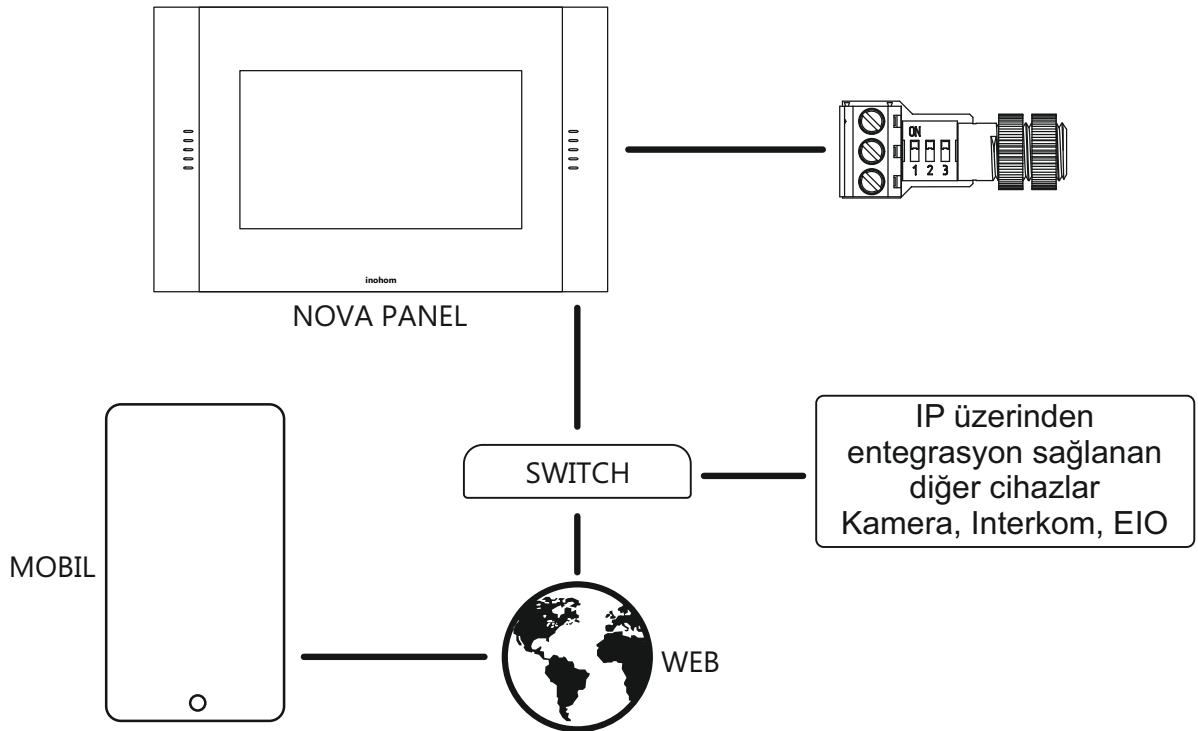 ON
1 2 3
inohom
NOVA PANEL
SWITCH
IP üzerinden
entegrasyon sağlanan
diğer cihazlar
Kamera, Interkom, EIO
MOBIL
WEB